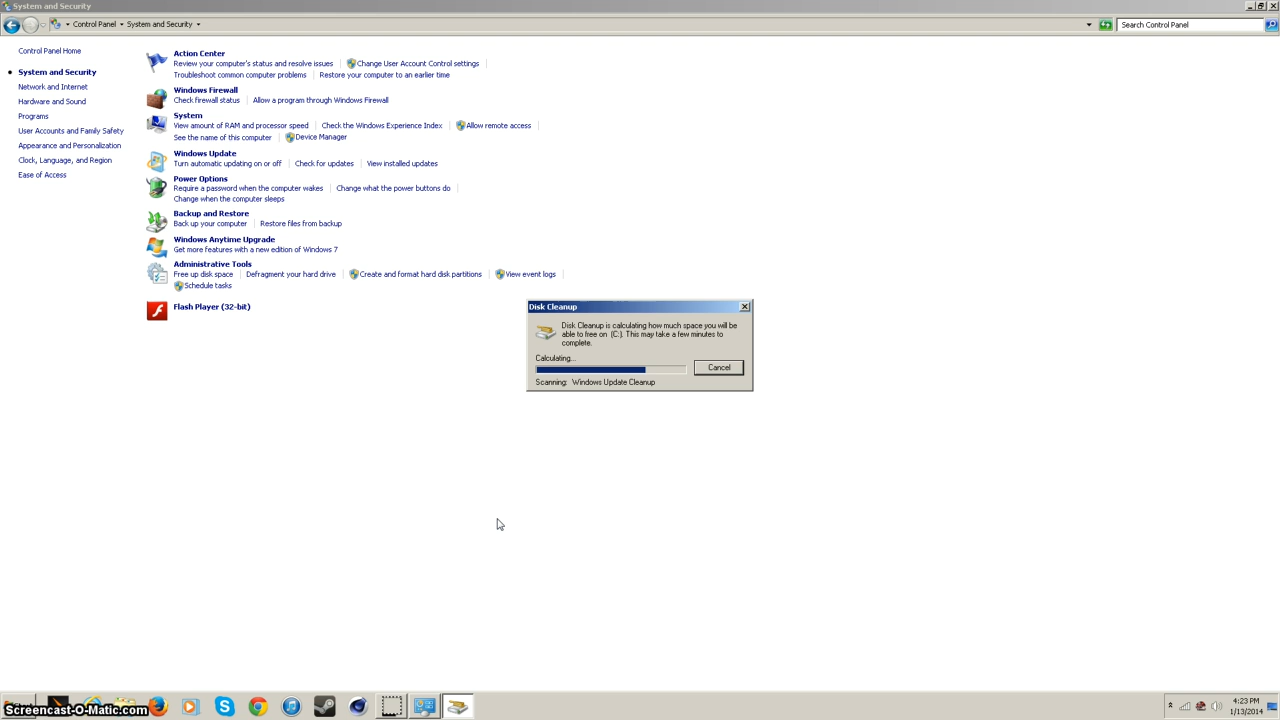 System and Security
Control Panel
System and Security
Search Control Panel
Control Panel Home
System and Security
Network and Internet
Hardware and Sound
Programs
User Accounts and Family Safety
Appearance and Personalization
Clock, Language, and Region
Ease of Access
Action Center
Review your computer's status and resolve issues
Change User Account Control settings
Troubleshoot common computer problems
Restore your computer to an earlier time
Windows Firewall
Check firewall status
Allow a program through Windows Firewall
System
View amount of RAM and processor speed
Check the Windows Experience Index
Allow remote access
See the name of this computer
Device Manager
Windows Update
Turn automatic updating on or off
Check for updates
View installed updates
Power Options
Require a password when the computer wakes
Change what the power buttons do
Change when the computer sleeps
Backup and Restore
Back up your computer
Restore files from backup
Windows Anytime Upgrade
Get more features with a new edition of Windows 7
Administrative Tools
Free up disk space
Defragment your hard drive
Create and format hard disk partitions
View event logs
Schedule tasks
Flash Player (32-bit)
Disk Cleanup
Disk Cleanup is calculating how much space you will be
able to free on (C:). This may take a few minutes to
complete.
Calculating...
Cancel
Scanning: Windows Update Cleanup
Screencast-O-Matic.com
4:23 PM
1/13/2014